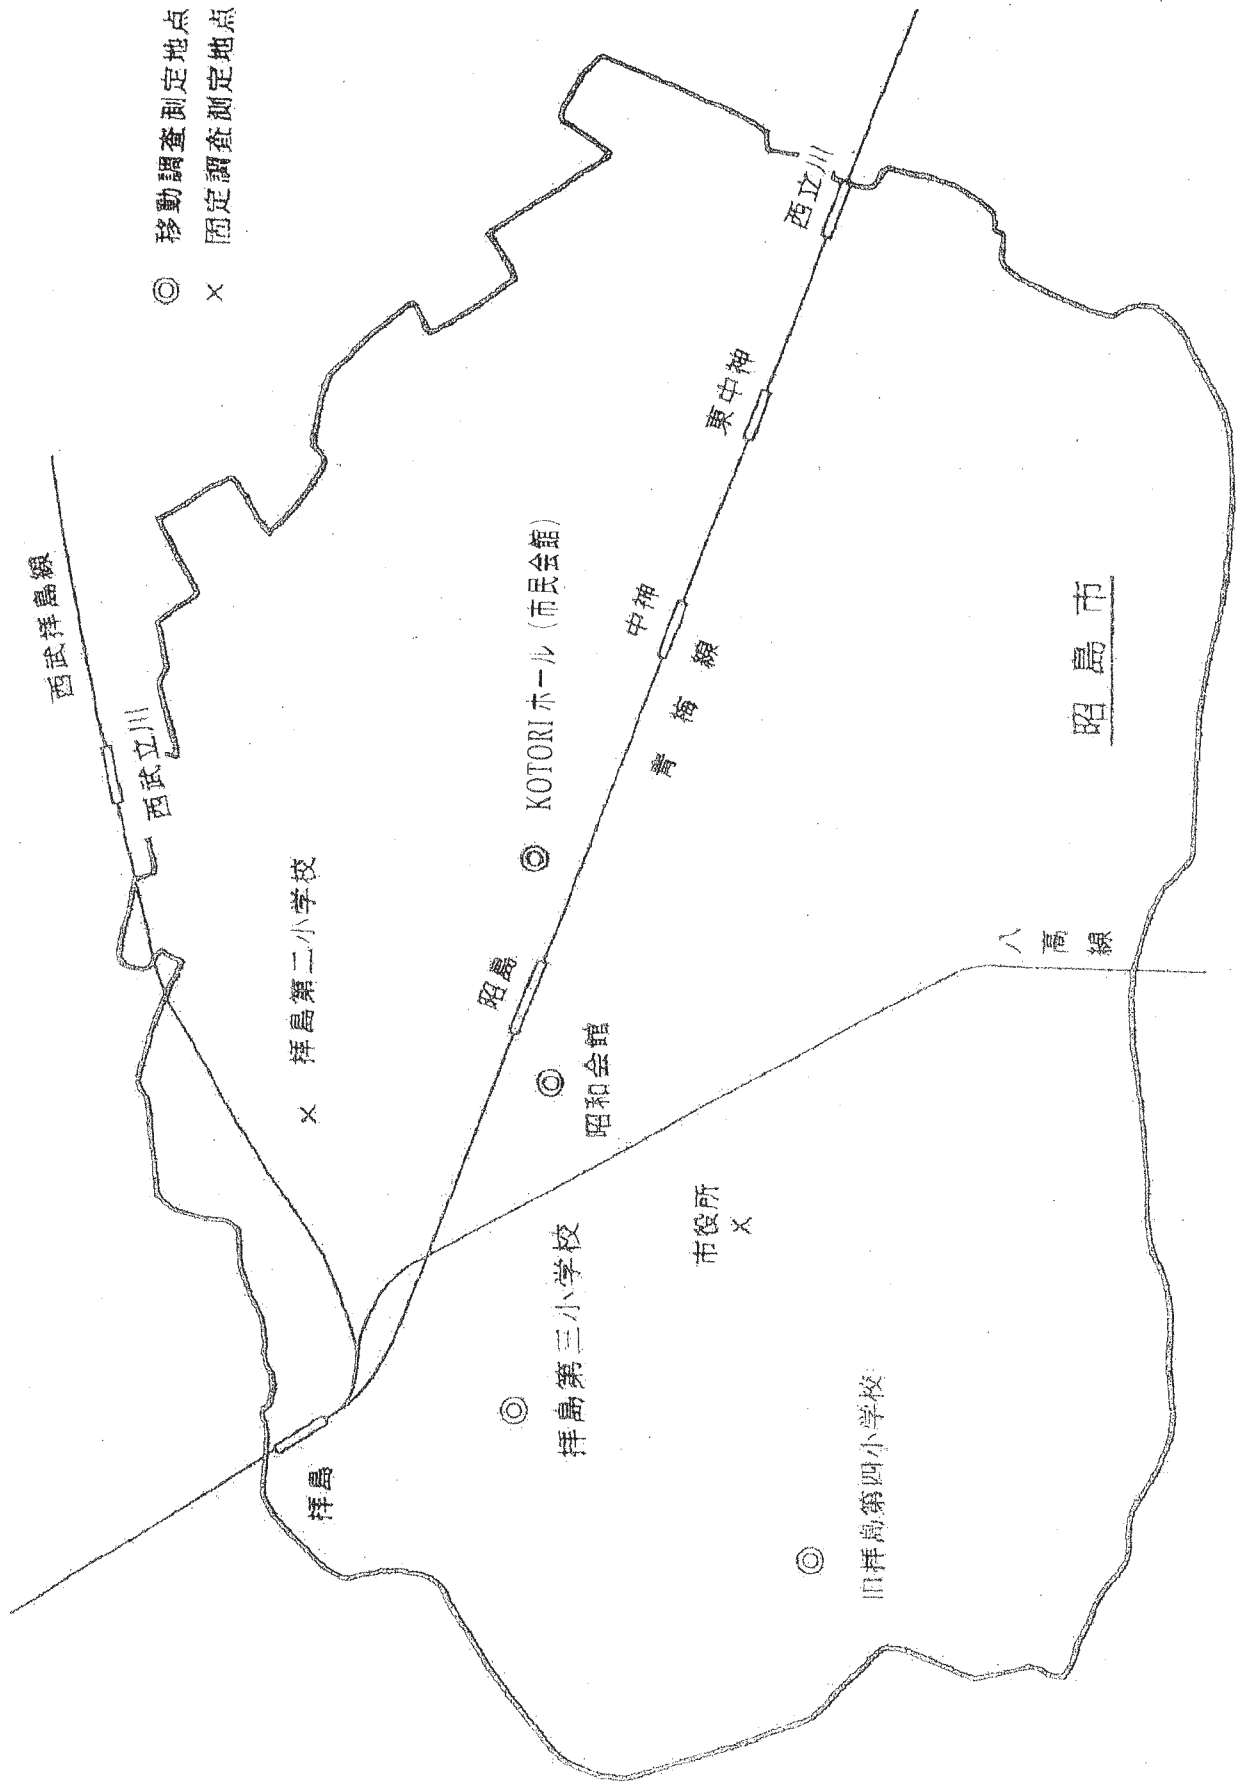 ◎ 移動調査測定地点
× 固定調査測定地点
西武拝島線
西武立川
拝島第二小学校
×
KOTORIホール（市民会館）
◎
西立川
東中神
中神
青梅線
昭島
◎
昭和会館
拝島
◎
拝島第三小学校
市役所
×
八高線
昭島市
◎
旧拝島第四小学校